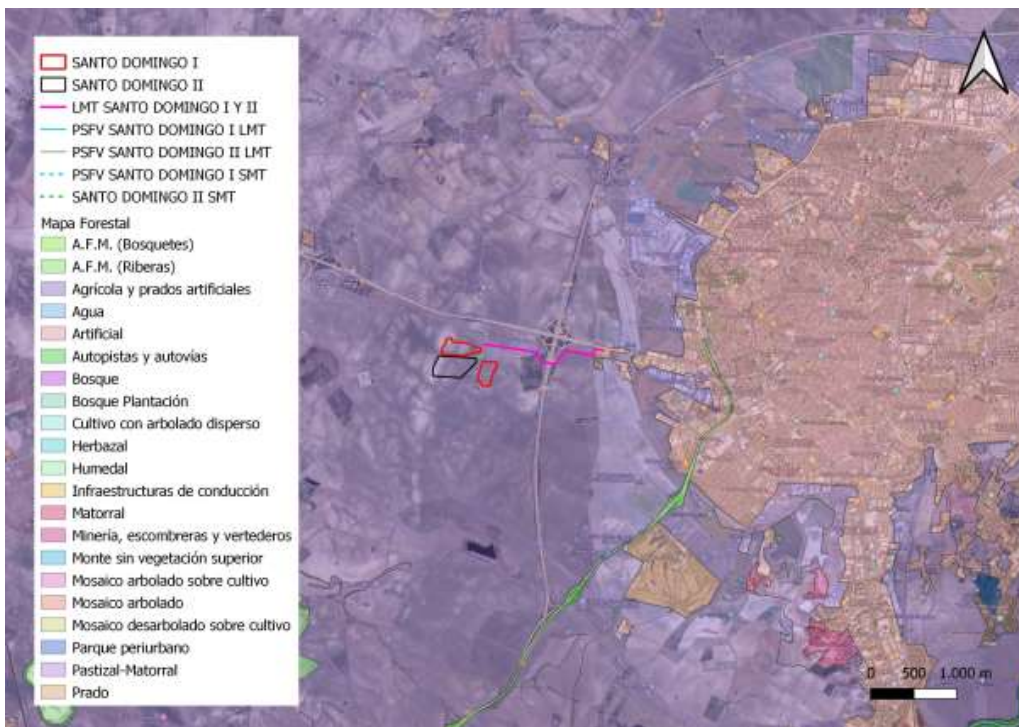 SANTO DOMINGO I
SANTO DOMINGO II
LMT SANTO DOMINGO I Y II
PSFV SANTO DOMINGO I LMT
PSFV SANTO DOMINGO II LMT
PSFV SANTO DOMINGO I SMT
SANTO DOMINGO II SMT
Mapa Forestal
A.F.M. (Bosquetes)
A.F.M. (Riberas)
Agrícola y prados artificiales
Agua
Artificial
Autopistas y autovías
Bosque
Bosque Plantación
Cultivo con arbolado disperso
Herbazal
Humedal
Infraestructuras de conducción
Matorral
Minería, escombreras y vertederos
Monte sin vegetación superior
Mosaico arbolado sobre cultivo
Mosaico arbolado
Mosaico desarbolado sobre cultivo
Parque periurbano
Pastizal-Matorral
Prado
0 500 1.000 m